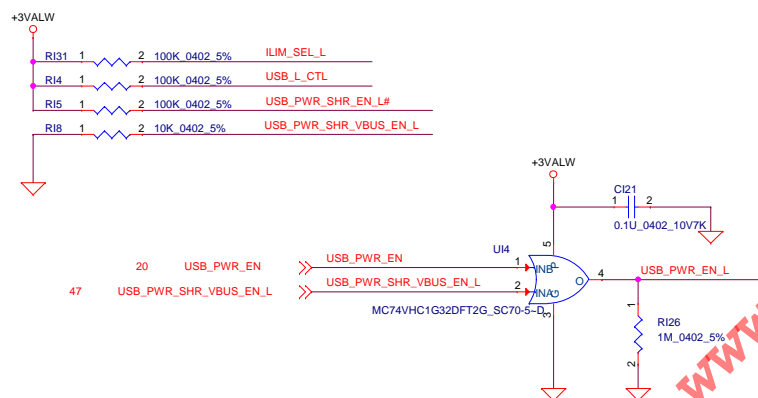 +3VALW
RI31 1 2 100K_0402_5% ILIM_SEL_L
RI4 1 2 100K_0402_5% USB_L_CTL
RI5 1 2 100K_0402_5% USB_PWR_SHR_EN_L#
RI8 1 2 10K_0402_5% USB_PWR_SHR_VBUS_EN_L
+3VALW
CI21
1 2
0.1U_0402_10V7K
UI4
5
20 USB_PWR_EN USB_PWR_EN 1 INB P
O 4 USB_PWR_EN_L
47 USB_PWR_SHR_VBUS_EN_L USB_PWR_SHR_VBUS_EN_L 2 INA G
MC74VHC1G32DFT2G_SC70-5~D
3
1
RI26
1M_0402_5%
2
www